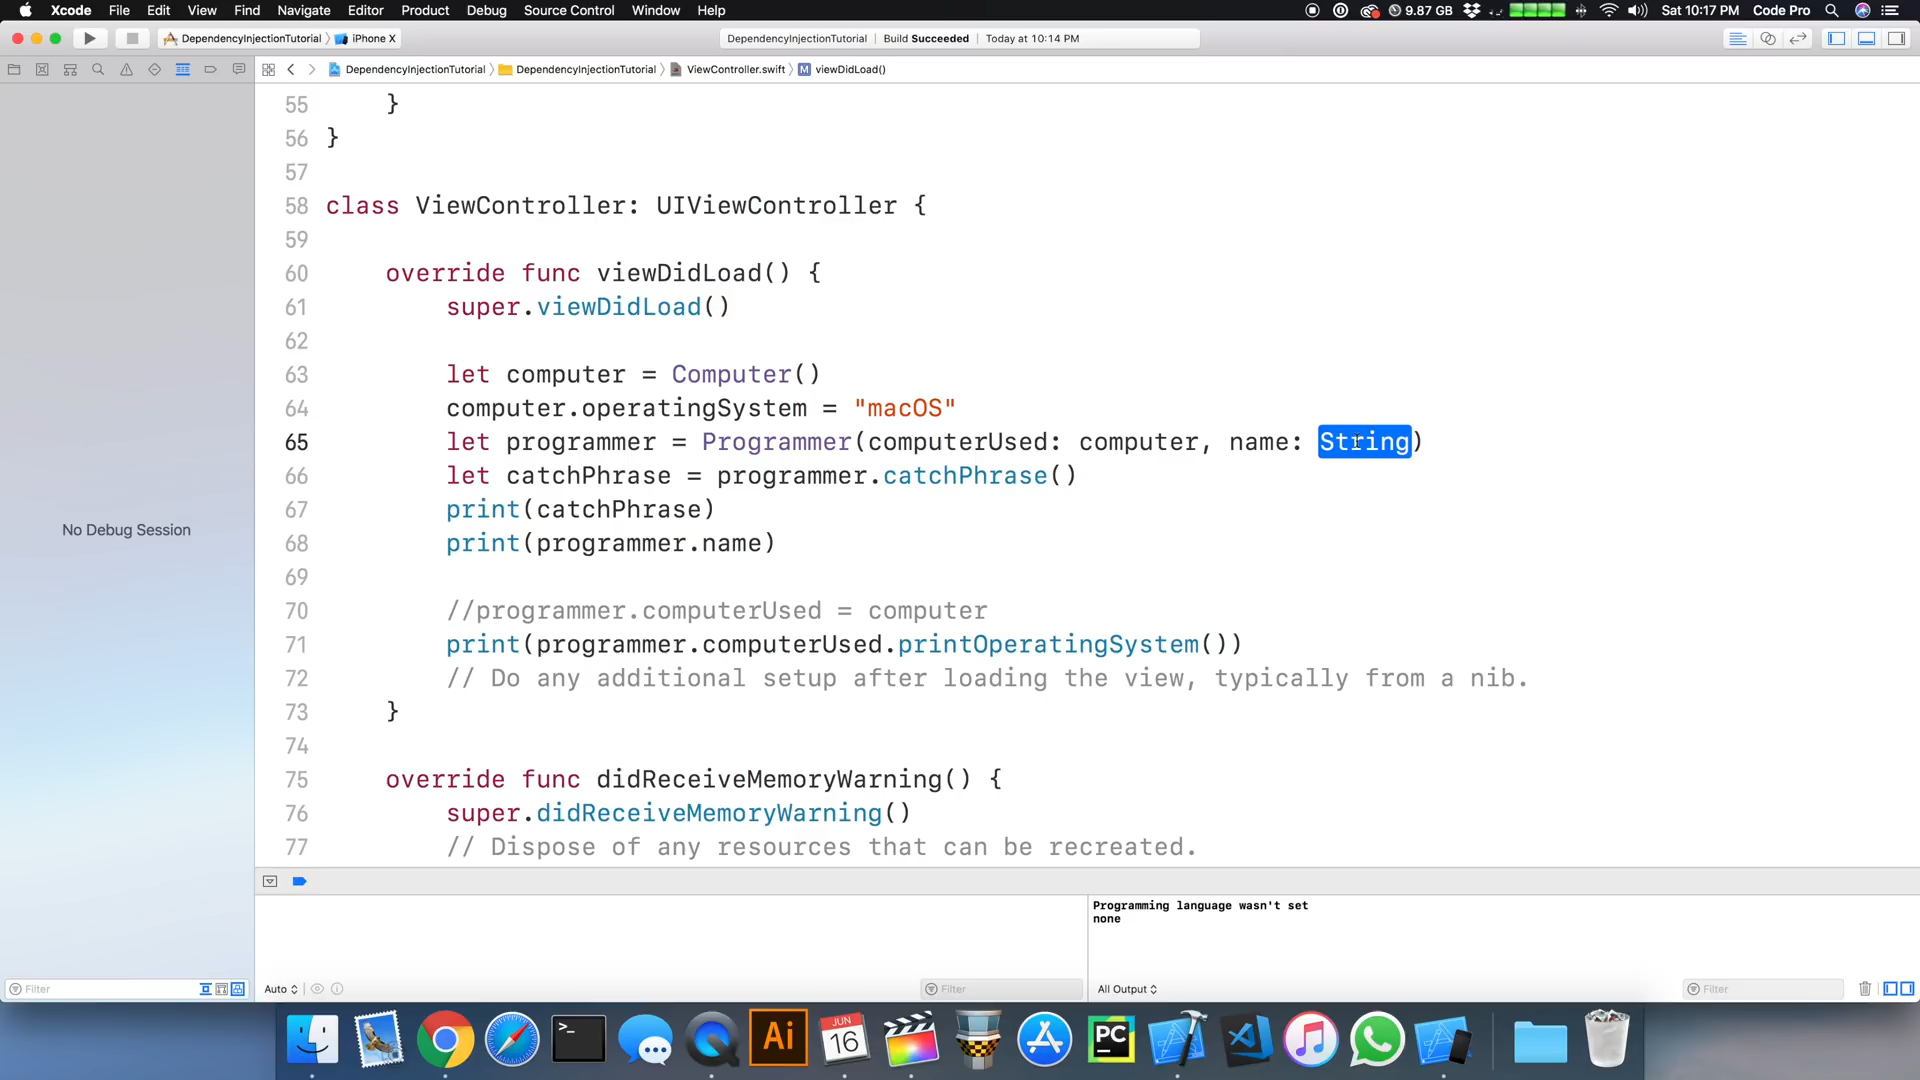 Xcode File Edit View Find Navigate Editor Product Debug Source Control Window Help 9.87 GB Sat 10:17 PM Code Pro
DependencyInjectionTutorial iPhone X DependencyInjectionTutorial Build Succeeded Today at 10:14 PM
DependencyInjectionTutorial DependencyInjectionTutorial ViewController.swift M viewDidLoad()
55 }
56 }
57
58 class ViewController: UIViewController {
59
60 override func viewDidLoad() {
61 super.viewDidLoad()
62
63 let computer = Computer()
64 computer.operatingSystem = "macOS"
65 let programmer = Programmer(computerUsed: computer, name: String)
66 let catchPhrase = programmer.catchPhrase()
67 print(catchPhrase)
68 print(programmer.name)
69
70 //programmer.computerUsed = computer
71 print(programmer.computerUsed.printOperatingSystem())
72 // Do any additional setup after loading the view, typically from a nib.
73 }
74
75 override func didReceiveMemoryWarning() {
76 super.didReceiveMemoryWarning()
77 // Dispose of any resources that can be recreated.
No Debug Session
Programming language wasn't set
none
Filter Auto Filter All Output Filter
>_ Ai JUN 16 PC